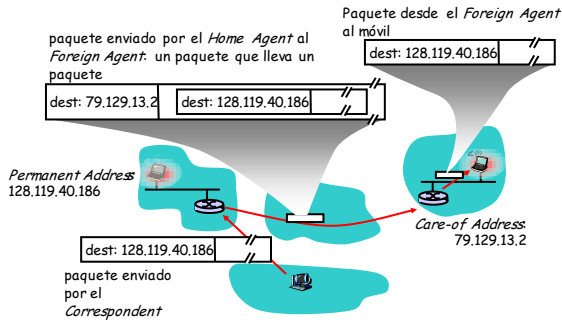 paquete enviado por el Home Agent al
Foreign Agent: un paquete que lleva un
paquete
Paquete desde el Foreign Agent
al móvil
dest: 128.119.40.186
dest: 79.129.13.2
dest: 128.119.40.186
Permanent Address:
128.119.40.186
Care-of Address:
79.129.13.2
dest: 128.119.40.186
paquete enviado
por el
Correspondent